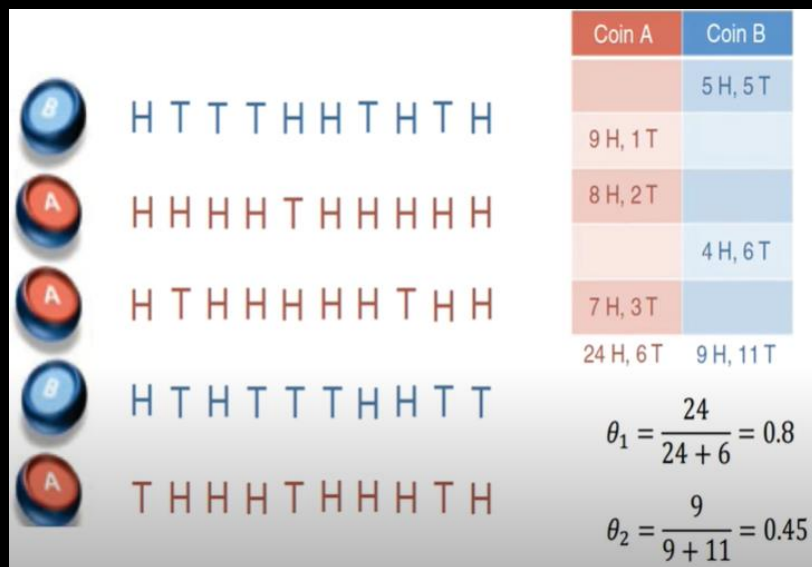 Coin A Coin B
B H T T T H H T H T H
5 H, 5 T
A H H H H T H H H H H
9 H, 1 T
A H T H H H H H T H H
8 H, 2 T
B H T H T T T H H T T
4 H, 6 T
A T H H H T H H H T H
7 H, 3 T
24 H, 6 T 9 H, 11 T
θ₁ = 24 / (24 + 6) = 0.8
θ₂ = 9 / (9 + 11) = 0.45